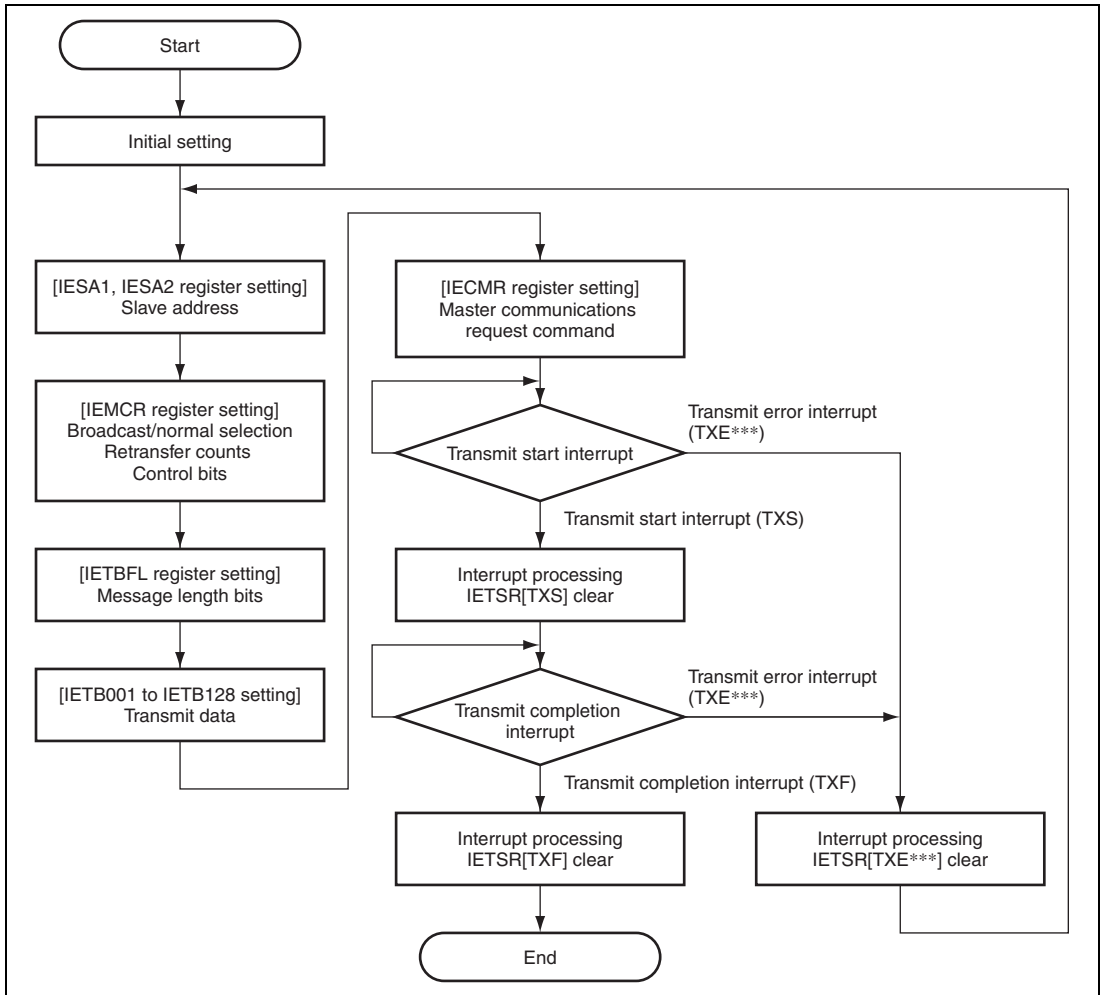 Start
Initial setting
[IESA1, IESA2 register setting]
Slave address
[IEMCR register setting]
Broadcast/normal selection
Retransfer counts
Control bits
[IETBFL register setting]
Message length bits
[IETB001 to IETB128 setting]
Transmit data
[IECMR register setting]
Master communications
request command
Transmit start interrupt
Transmit error interrupt
(TXE***)
Transmit start interrupt (TXS)
Interrupt processing
IETSR[TXS] clear
Transmit completion
interrupt
Transmit error interrupt
(TXE***)
Transmit completion interrupt (TXF)
Interrupt processing
IETSR[TXF] clear
Interrupt processing
IETSR[TXE***] clear
End